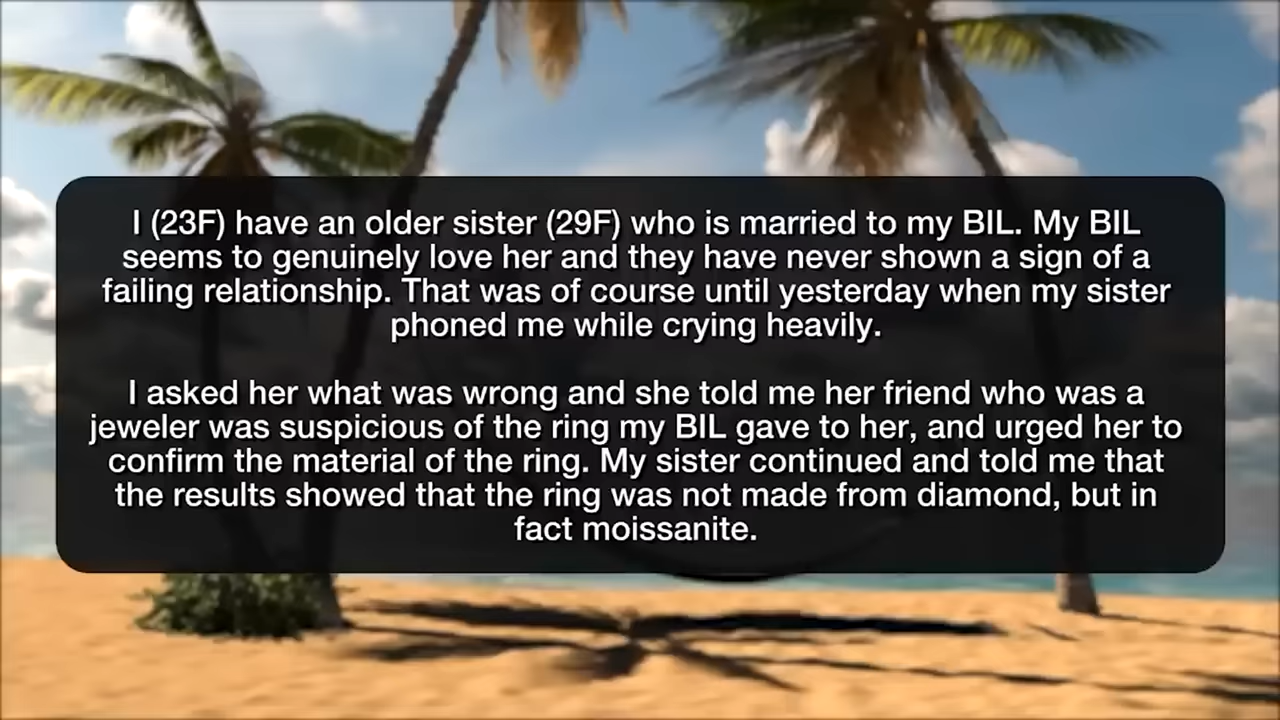 I (23F) have an older sister (29F) who is married to my BIL. My BIL
seems to genuinely love her and they have never shown a sign of a
failing relationship. That was of course until yesterday when my sister
phoned me while crying heavily.
I asked her what was wrong and she told me her friend who was a
jeweler was suspicious of the ring my BIL gave to her, and urged her to
confirm the material of the ring. My sister continued and told me that
the results showed that the ring was not made from diamond, but in
fact moissanite.